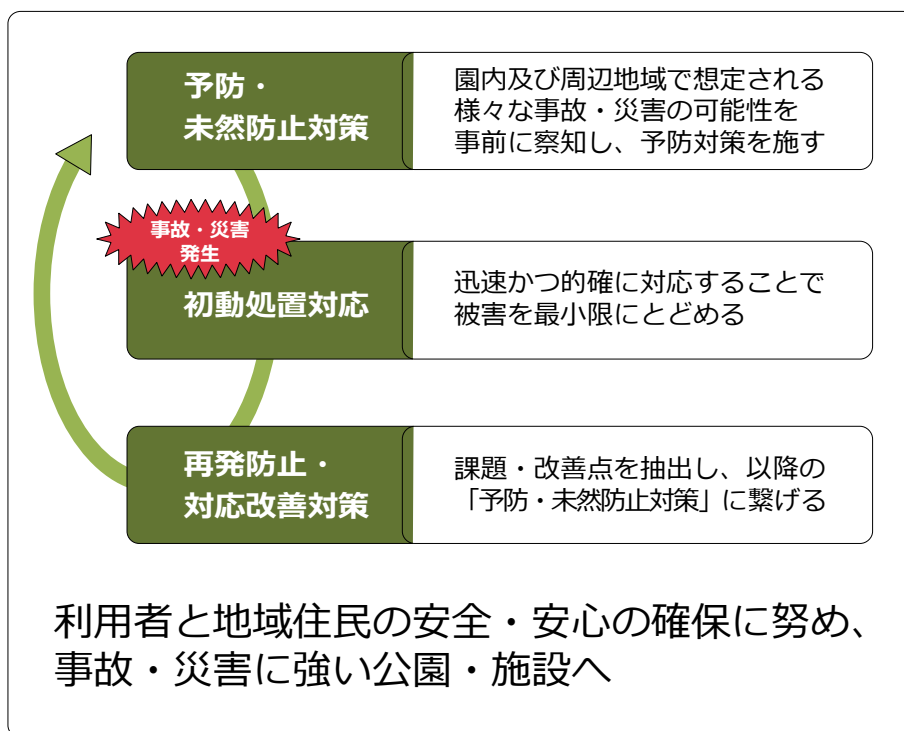 予防・
未然防止対策
園内及び周辺地域で想定される
様々な事故・災害の可能性を
事前に察知し、予防対策を施す
事故・災害
発生
初動処置対応
迅速かつ的確に対応することで
被害を最小限にとどめる
再発防止・
対応改善対策
課題・改善点を抽出し、以降の
「予防・未然防止対策」に繋げる
利用者と地域住民の安全・安心の確保に努め、
事故・災害に強い公園・施設へ